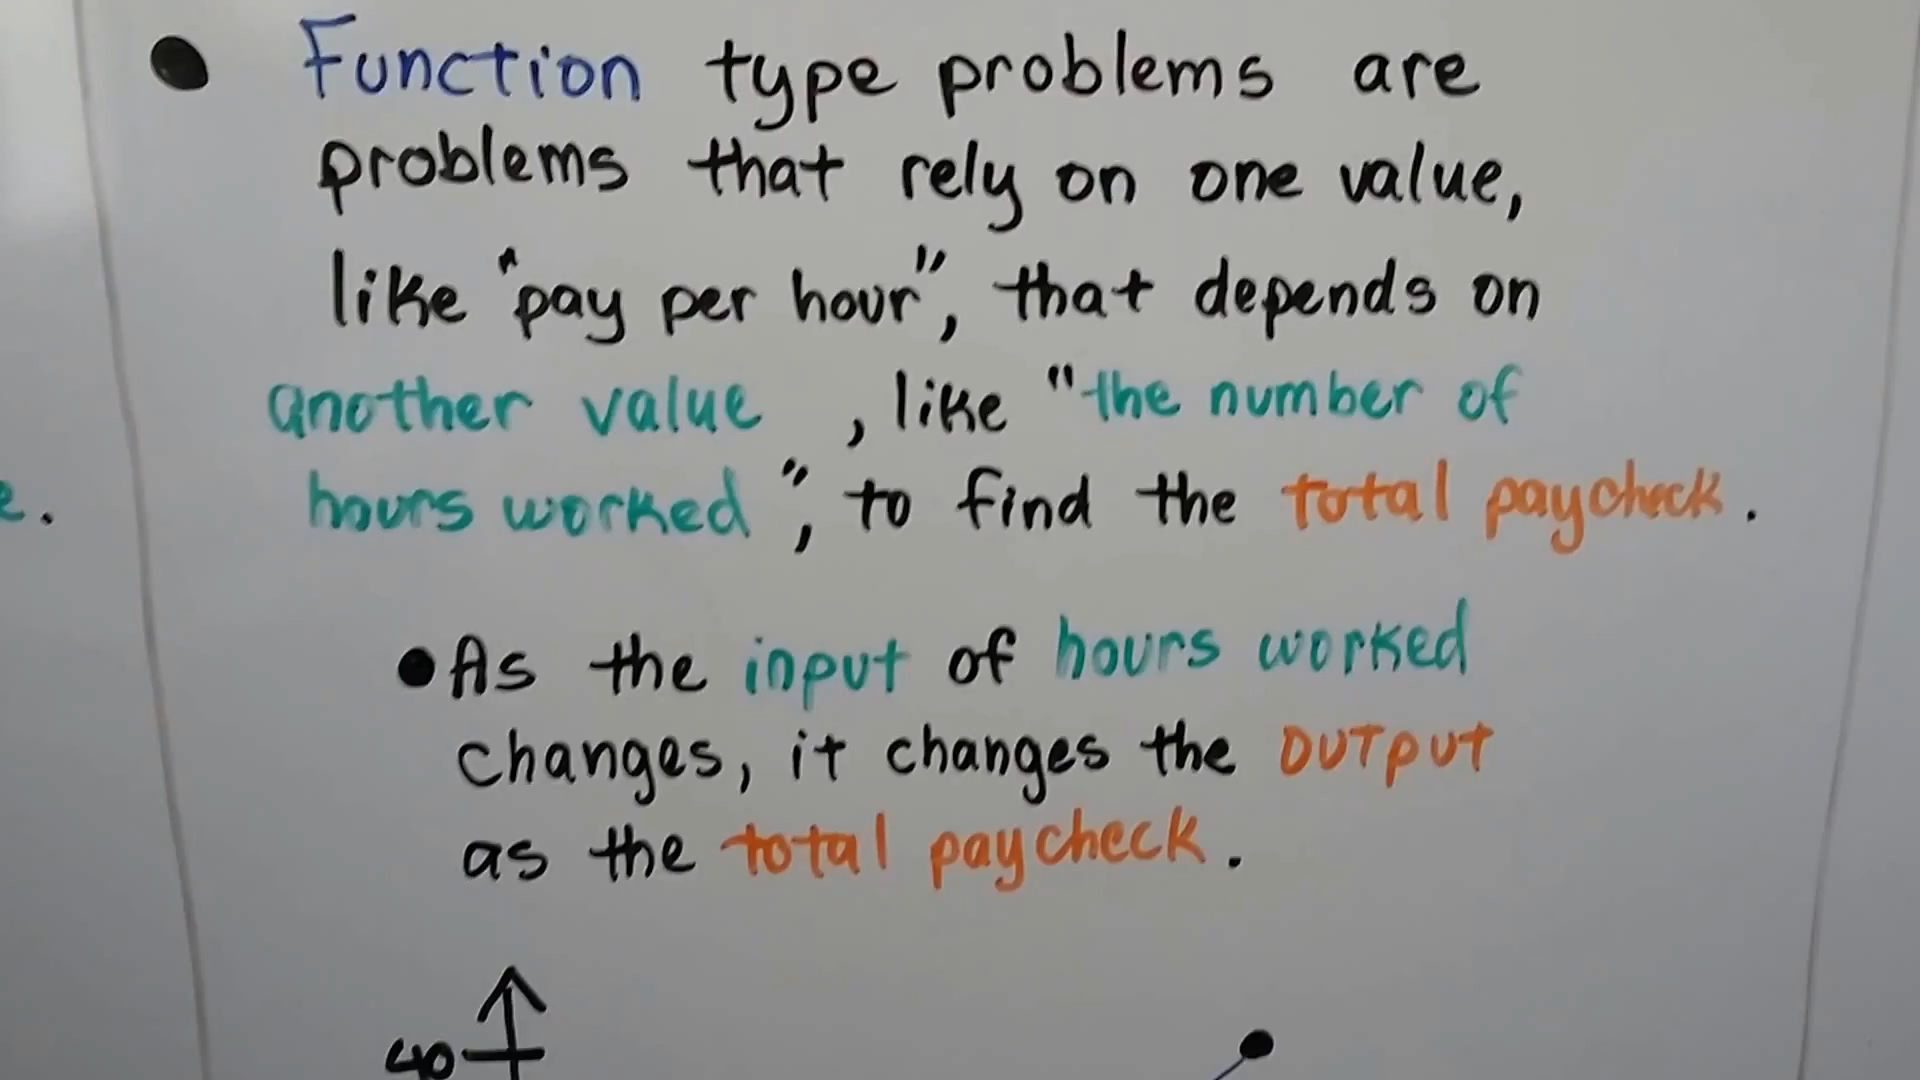 ● Function type problems are
problems that rely on one value,
like "pay per hour", that depends on
another value , like "the number of
hours worked", to find the total paycheck.
● As the input of hours worked
changes, it changes the OUTPUT
as the total paycheck.
e.
40